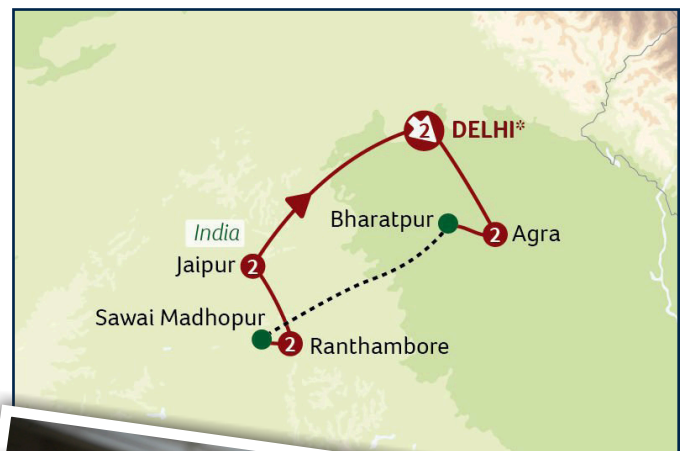 2 DELHI*
Bharatpur
2 Agra
India
Jaipur 2
Sawai Madhopur
2 Ranthambore